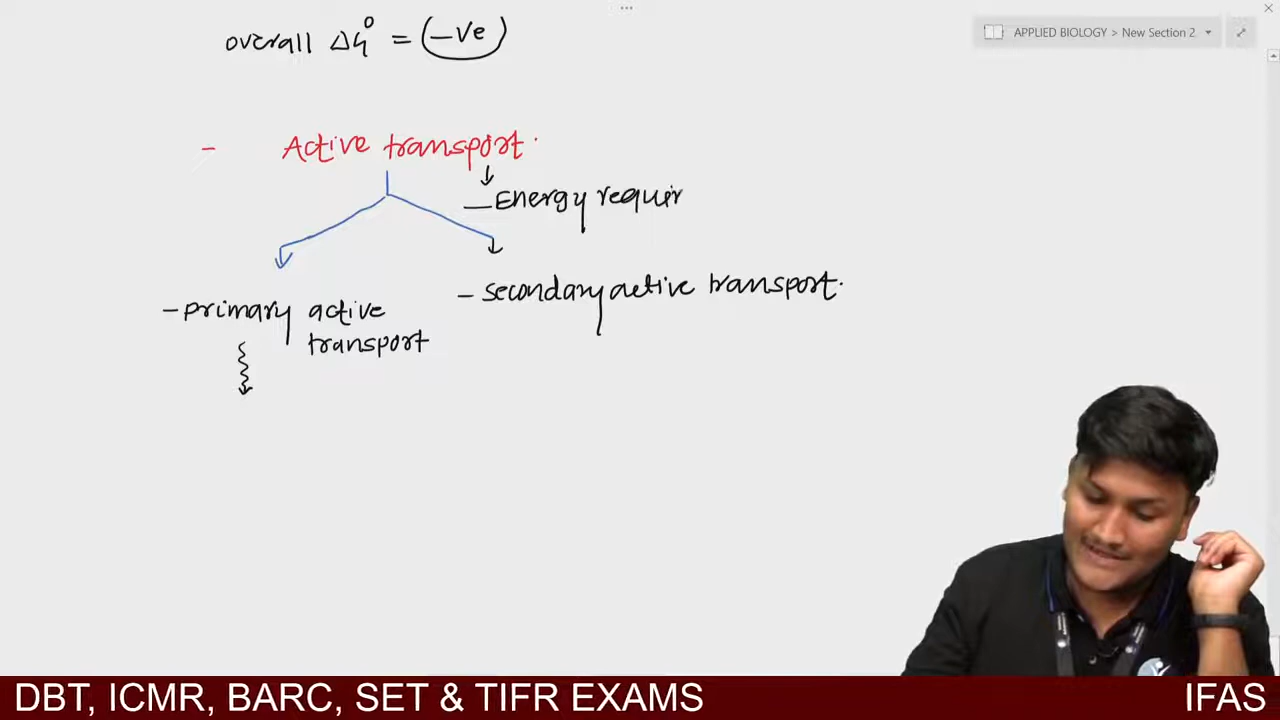 overall ΔG° = (-ve)
APPLIED BIOLOGY > New Section 2
- Active transport.
-Energy requir
-secondary active transport.
-primary active
transport
DBT, ICMR, BARC, SET & TIFR EXAMS
IFAS